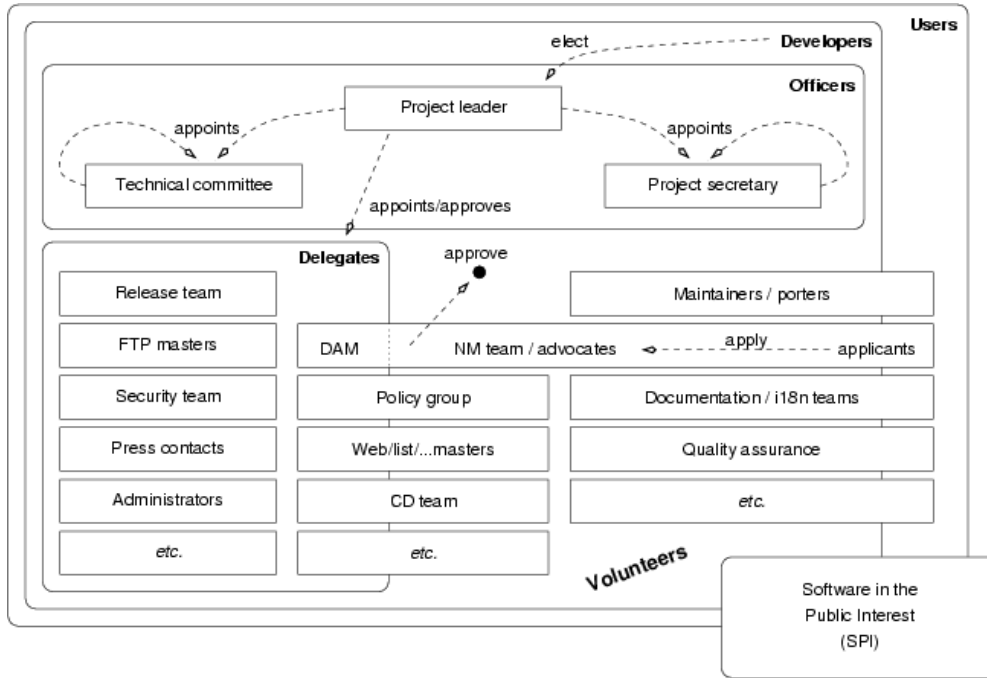 Users
Developers
elect
Officers
Project leader
appoints
appoints
Technical committee
Project secretary
appoints/approves
Delegates
approve
Release team
Maintainers / porters
FTP masters
DAM
NM team / advocates
apply
applicants
Security team
Policy group
Documentation / i18n teams
Press contacts
Web/list/...masters
Quality assurance
Administrators
CD team
etc.
etc.
etc.
Volunteers
Software in the
Public Interest
(SPI)